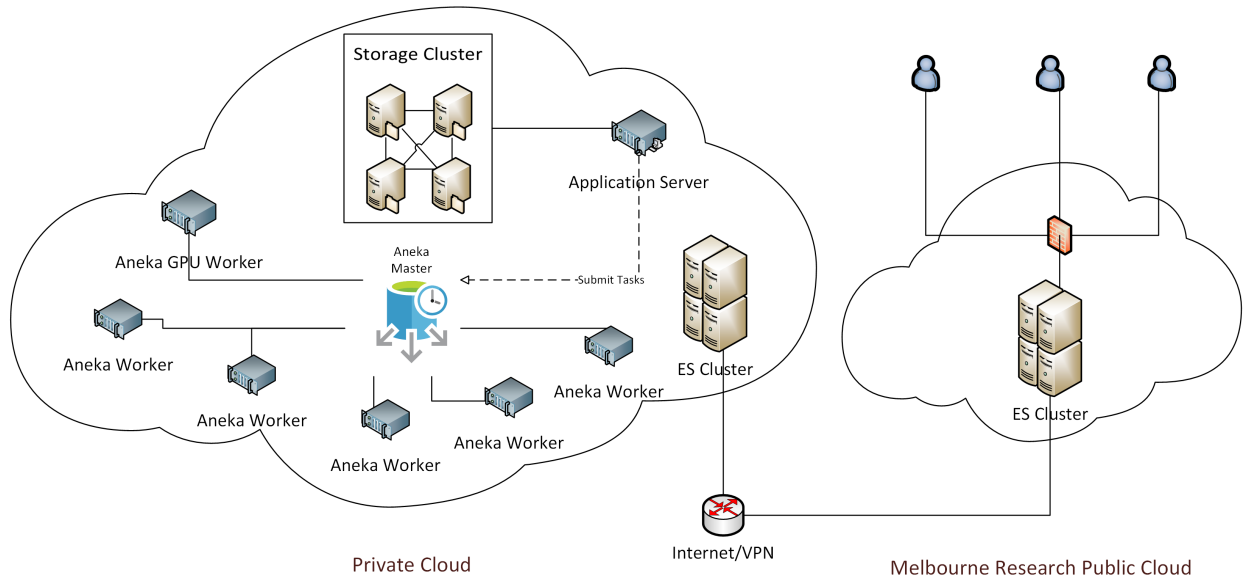 Storage Cluster
Application Server
Aneka GPU Worker
Aneka
Master
Submit Tasks
Aneka Worker
Aneka Worker
Aneka Worker
Aneka Worker
Aneka Worker
ES Cluster
ES Cluster
Internet/VPN
Private Cloud
Melbourne Research Public Cloud